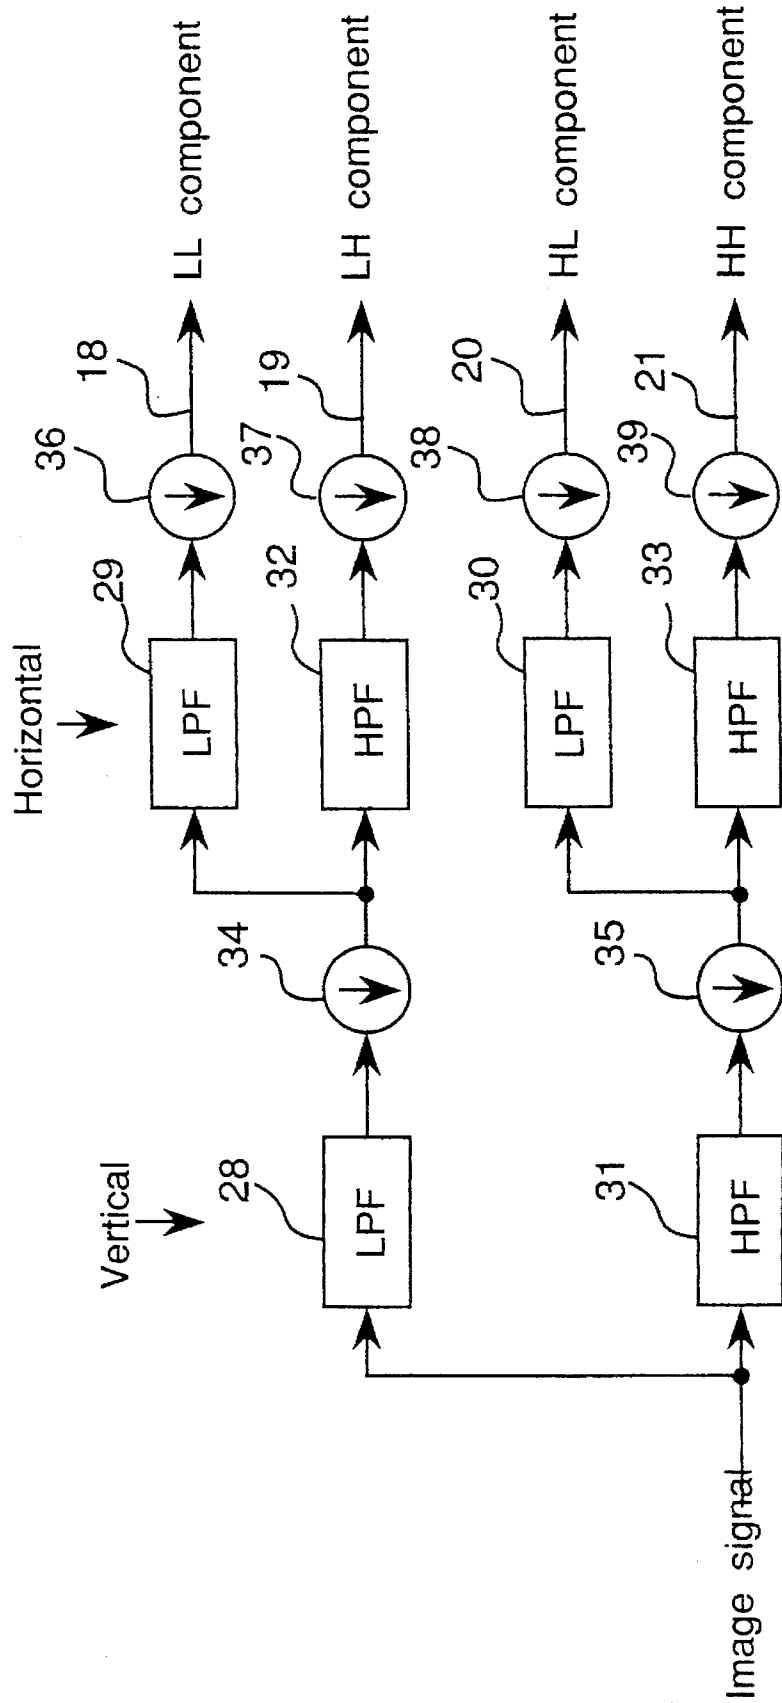 Horizontal
Vertical
29
36
18
LL component
LPF
28
34
32
37
19
LH component
LPF
HPF
30
38
20
HL component
LPF
31
35
33
39
21
HH component
Image signal
HPF
HPF